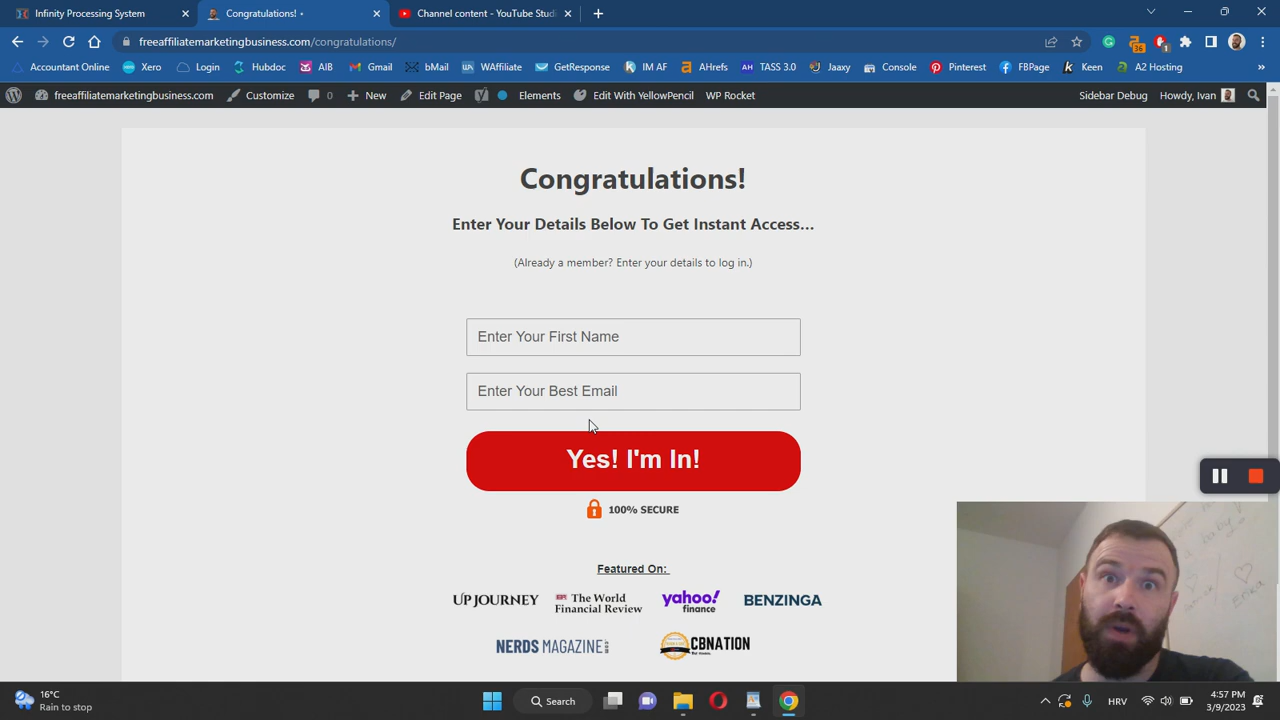 Infinity Processing System
Congratulations! •
Channel content - YouTube Stud
freeaffiliatemarketingbusiness.com/congratulations/
36
1
Accountant Online
Xero
Login
Hubdoc
AIB
Gmail
bMail
WAffiliate
GetResponse
IM AF
AHrefs
TASS 3.0
Jaaxy
Console
Pinterest
FBPage
Keen
A2 Hosting
»
freeaffiliatemarketingbusiness.com
Customize
0
New
Edit Page
Elements
Edit With YellowPencil
WP Rocket
Sidebar Debug
Howdy, Ivan
Congratulations!
Enter Your Details Below To Get Instant Access...
(Already a member? Enter your details to log in.)
Enter Your First Name
Enter Your Best Email
Yes! I'm In!
100% SECURE
Featured On:
UP JOURNEY
The World
Financial Review
yahoo!
finance
BENZINGA
NERDS MAGAZINE
CBNATION
16°C
Rain to stop
Search
HRV
4:57 PM
3/9/2023